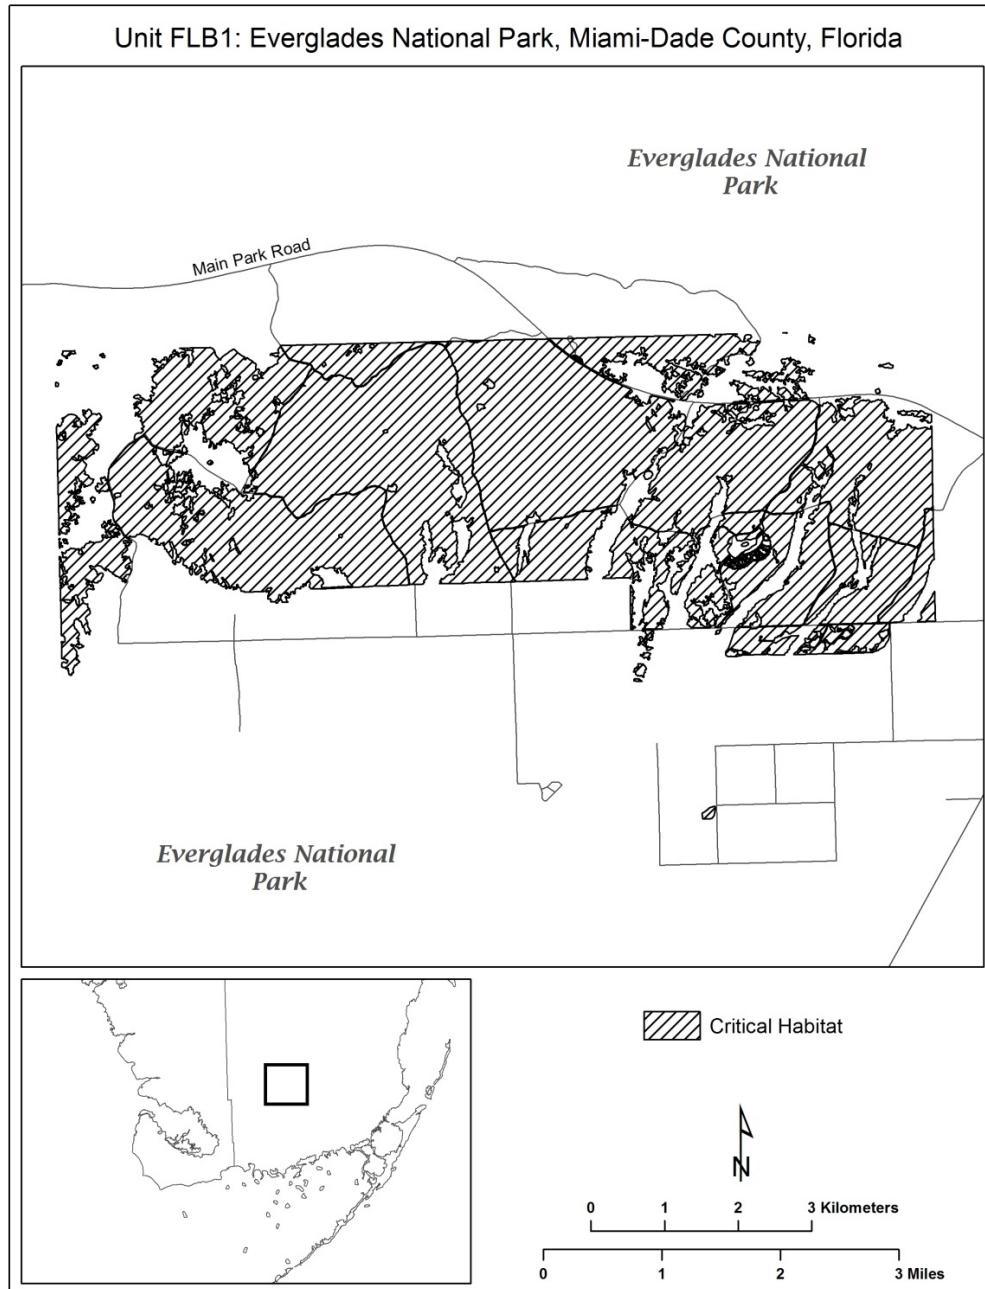 Unit FLB1: Everglades National Park, Miami-Dade County, Florida
Everglades National
Park
Main Park Road
Everglades National
Park
Critical Habitat
N
0 1 2 3 Kilometers
0 1 2 3 Miles